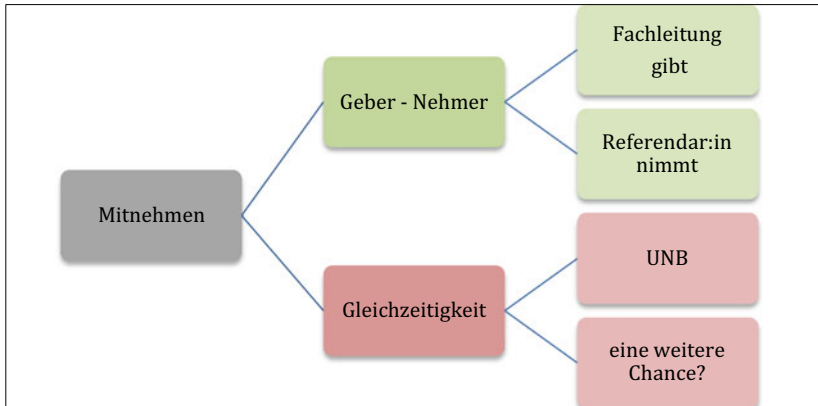 Mitnehmen
Geber - Nehmer
Fachleitung
gibt
Referendar:in
nimmt
Gleichzeitigkeit
UNB
eine weitere
Chance?